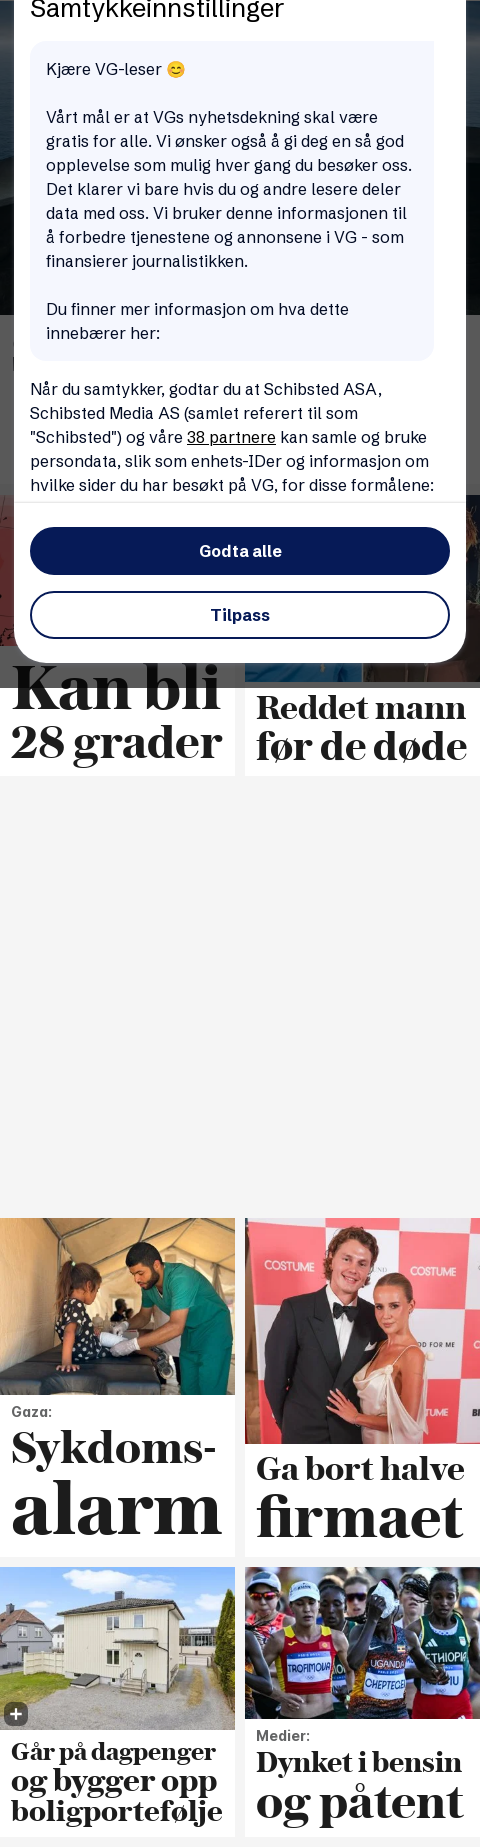 Samtykkeinnstillinger
Kjære VG-leser 😊
Vårt mål er at VGs nyhetsdekning skal være
gratis for alle. Vi ønsker også å gi deg en så god
opplevelse som mulig hver gang du besøker oss.
Det klarer vi bare hvis du og andre lesere deler
data med oss. Vi bruker denne informasjonen til
å forbedre tjenestene og annonsene i VG - som
finansierer journalistikken.
Du finner mer informasjon om hva dette
innebærer her:
Når du samtykker, godtar du at Schibsted ASA,
Schibsted Media AS (samlet referert til som
"Schibsted") og våre 38 partnere kan samle og bruke
persondata, slik som enhets-IDer og informasjon om
hvilke sider du har besøkt på VG, for disse formålene:
Godta alle
Tilpass
Kan bli
28 grader
Reddet mann
før de døde
COSTUME
COSTUME
Gaza:
Sykdoms-
alarm
Ga bort halve
firmaet
TROFIMOVA
UGANDA
CHEPTEGEI
ETHIOPIA
Går på dagpenger
og bygger opp
boligportefølje
Medier:
Dynket i bensin
og påtent